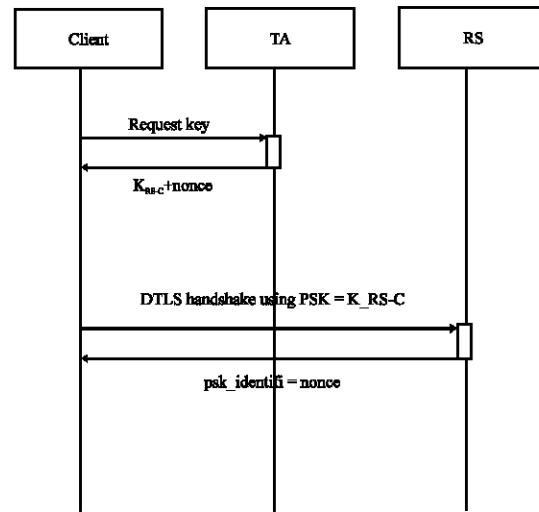 Client TA RS
Request key
K_RS-C+nonce
DTLS handshake using PSK = K_RS-C
psk_identifi = nonce